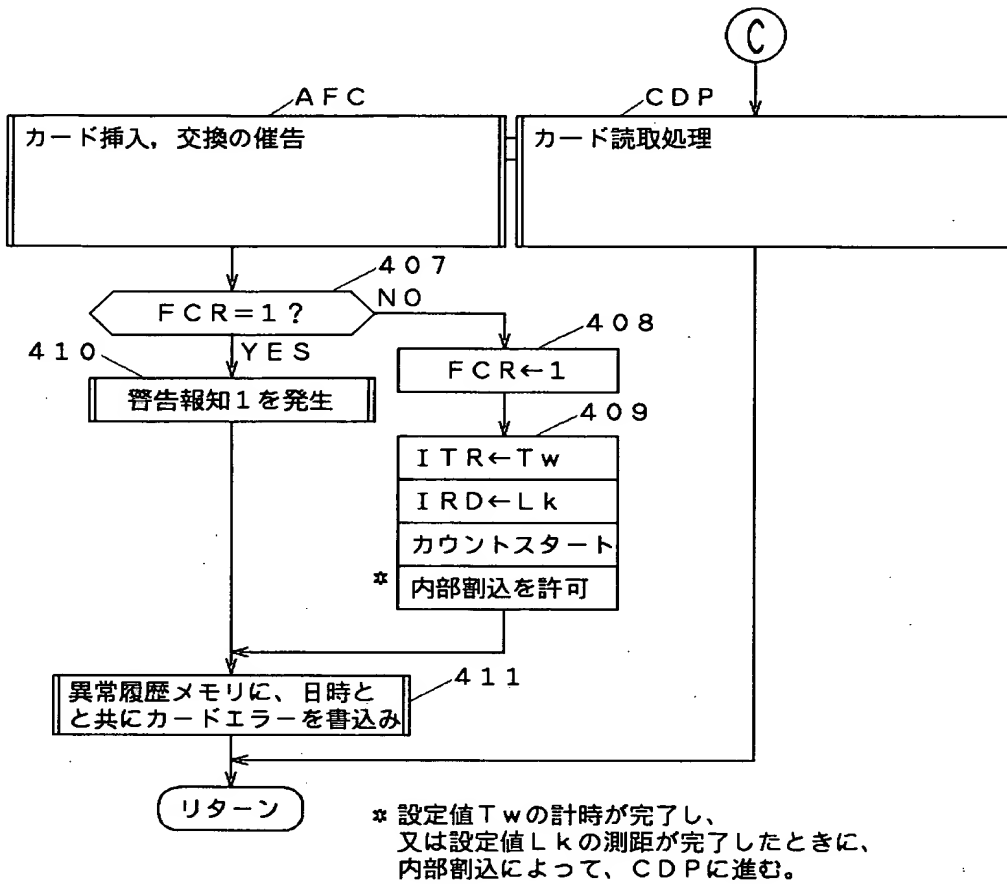 C
AFC
CDP
カード挿入，交換の催告
カード読取処理
407
FCR＝1？
NO
408
410
YES
FCR←1
警告報知1を発生
409
ITR←Tw
IRD←Lk
カウントスタート
* 内部割込を許可
411
異常履歴メモリに、日時と
と共にカードエラーを書込み
リターン
* 設定値Twの計時が完了し、
又は設定値Lkの測距が完了したときに、
内部割込によって、CDPに進む。